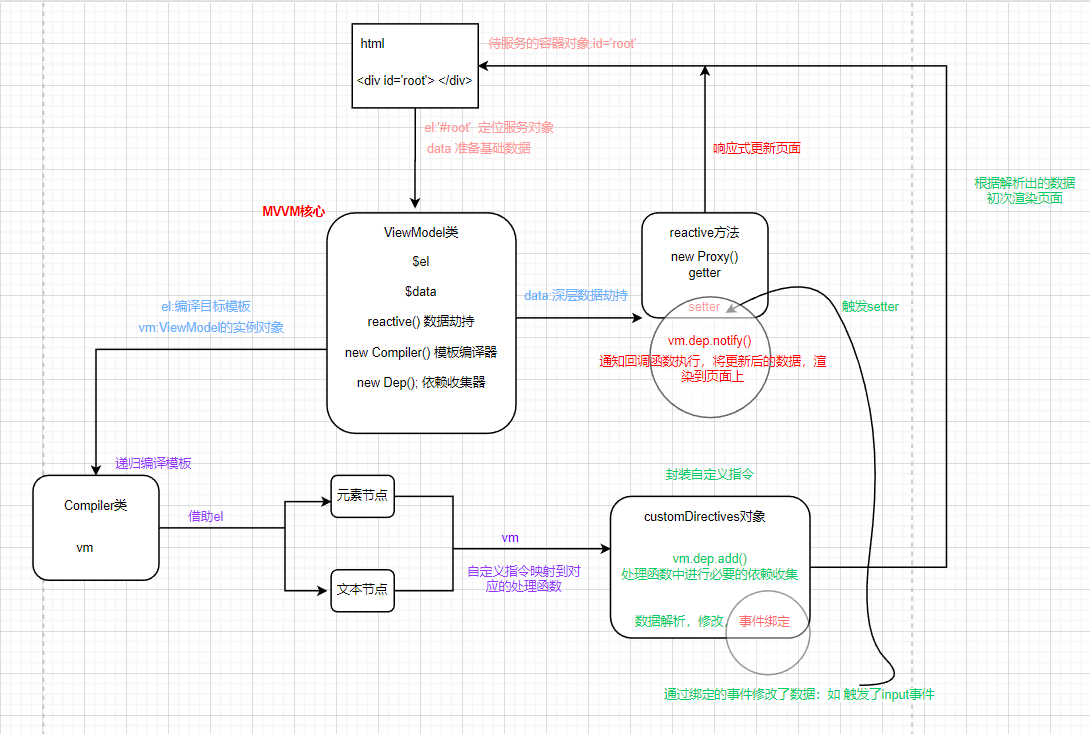 html
<div id='root'> </div>
待服务的容器对象:id='root'
el:'#root' 定位服务对象
data 准备基础数据
响应式更新页面
根据解析出的数据
初次渲染页面
MVVM核心
ViewModel类
$el
$data
reactive() 数据劫持
new Compiler() 模板编译器
new Dep(); 依赖收集器
reactive方法
new Proxy()
getter
setter
vm.dep.notify()
通知回调函数执行，将更新后的数据，渲
染到页面上
触发setter
data:深层数据劫持
el:编译目标模板
vm:ViewModel的实例对象
递归编译模板
Compiler类
vm
借助el
元素节点
文本节点
vm
自定义指令映射到对
应的处理函数
封装自定义指令
customDirectives对象
vm.dep.add()
处理函数中进行必要的依赖收集
数据解析，修改，事件绑定
通过绑定的事件修改了数据：如 触发了input事件